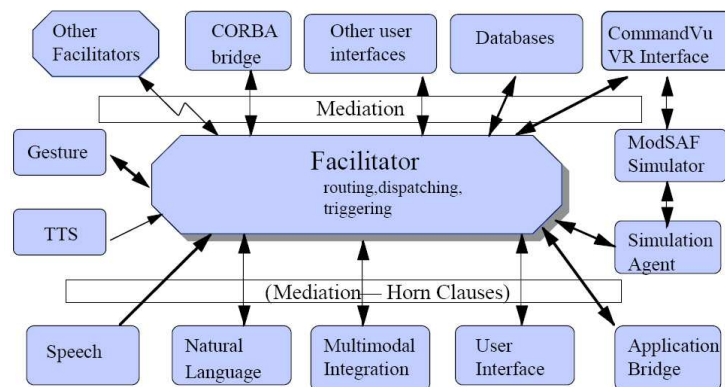 Other
Facilitators
CORBA
bridge
Other user
interfaces
Databases
CommandVu
VR Interface
Mediation
Gesture
Facilitator
routing,dispatching,
triggering
ModSAF
Simulator
TTS
Simulation
Agent
(Mediation— Horn Clauses)
Speech
Natural
Language
Multimodal
Integration
User
Interface
Application
Bridge